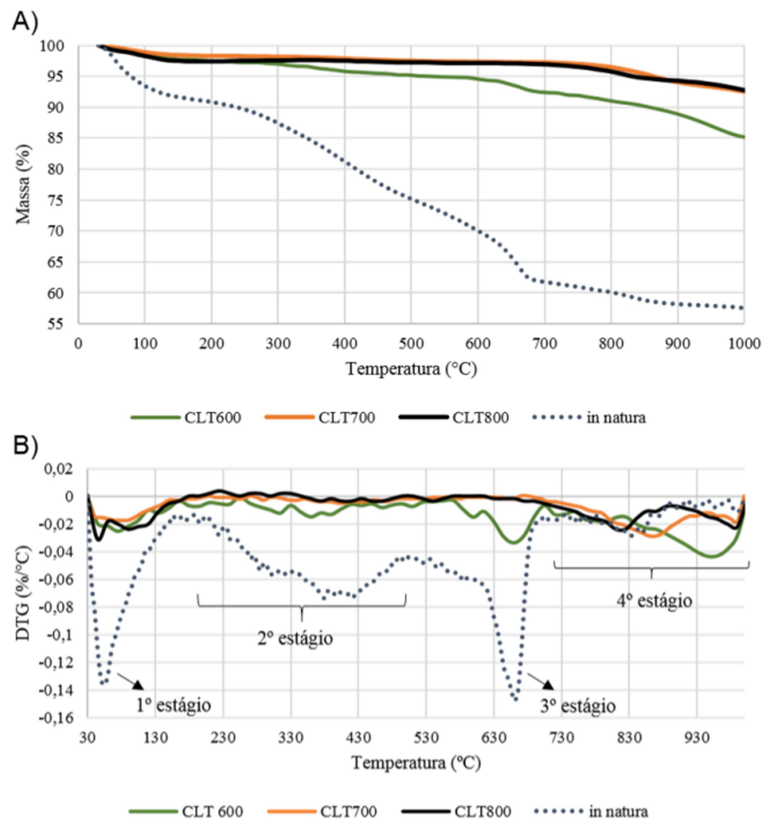 A)
100
95
90
85
80
75
70
65
60
55
Massa (%)
0 100 200 300 400 500 600 700 800 900 1000
Temperatura (°C)
CLT600 CLT700 CLT800 in natura
B)
0,02
0
-0,02
-0,04
-0,06
-0,08
-0,1
-0,12
-0,14
-0,16
DTG (%/°C)
1º estágio
2º estágio
3º estágio
4º estágio
30 130 230 330 430 530 630 730 830 930
Temperatura (ºC)
CLT 600 CLT700 CLT800 in natura